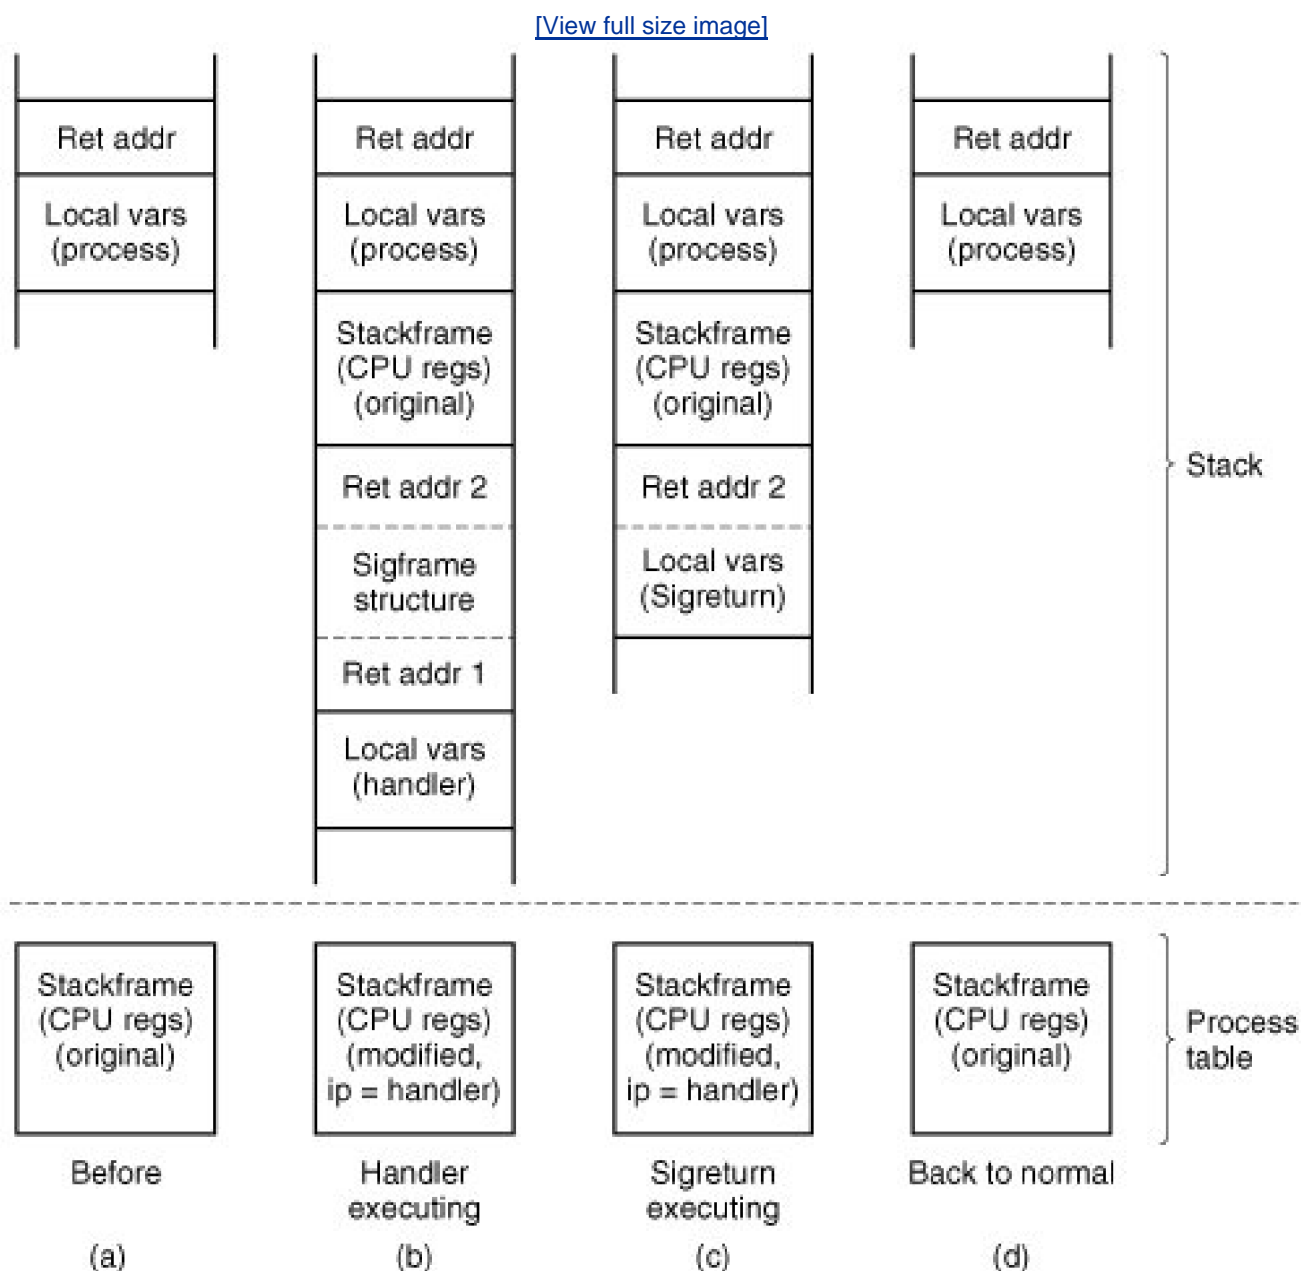 [View full size image]
Ret addr
Local vars
(process)
Ret addr
Local vars
(process)
Stackframe
(CPU regs)
(original)
Ret addr 2
Sigframe
structure
Ret addr 1
Local vars
(handler)
Ret addr
Local vars
(process)
Stackframe
(CPU regs)
(original)
Ret addr 2
Local vars
(Sigreturn)
Ret addr
Local vars
(process)
Stack
Stackframe
(CPU regs)
(original)
Before
(a)
Stackframe
(CPU regs)
(modified,
ip = handler)
Handler
executing
(b)
Stackframe
(CPU regs)
(modified,
ip = handler)
Sigreturn
executing
(c)
Stackframe
(CPU regs)
(original)
Back to normal
(d)
Process
table